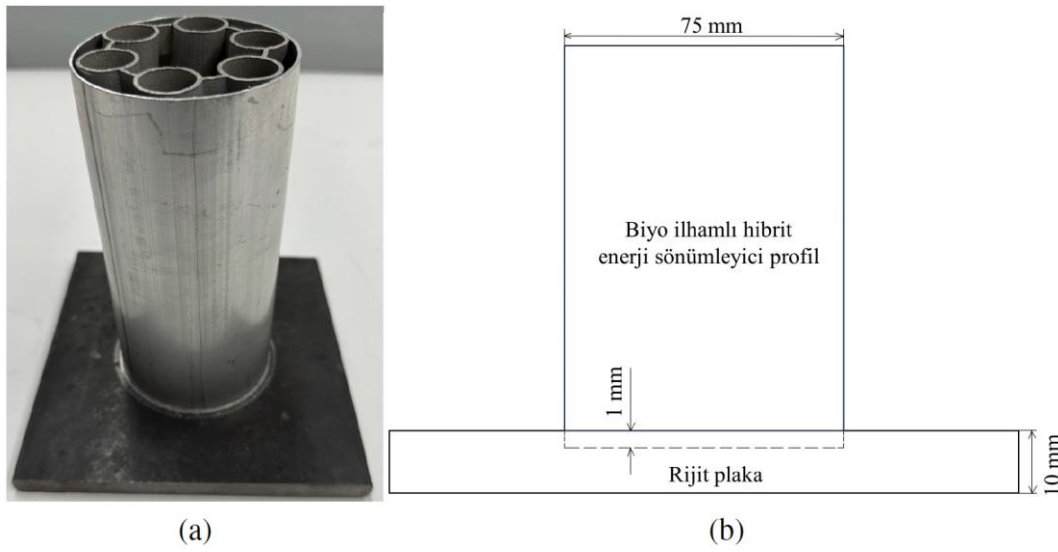 75 mm
Biyo ilhamlı hibrit
enerji sönümleyici profil
1 mm
Rijit plaka
10 mm
(a)
(b)